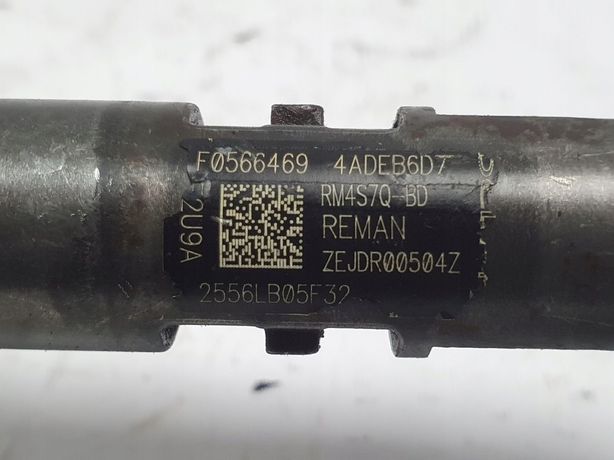 F0566469 4ADEB6D7
RM4S7Q-BD
REMAN
ZEJDR00504Z
2U9A
2556LB05F32